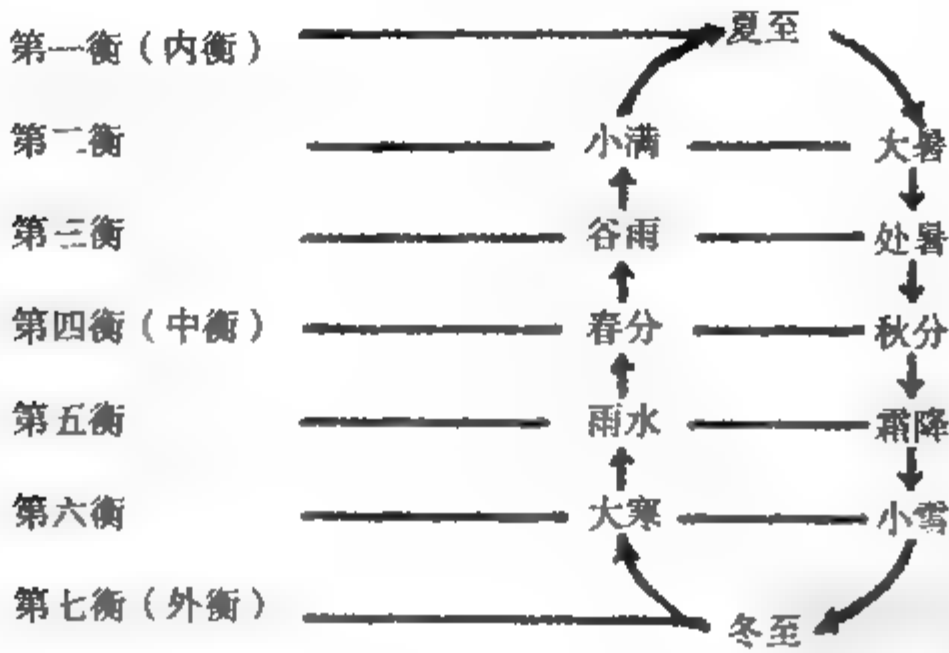 第一衡（内衡） 夏至
第二衡 小满 大暑
第三衡 谷雨 处暑
第四衡（中衡） 春分 秋分
第五衡 雨水 霜降
第六衡 大寒 小雪
第七衡（外衡） 冬至